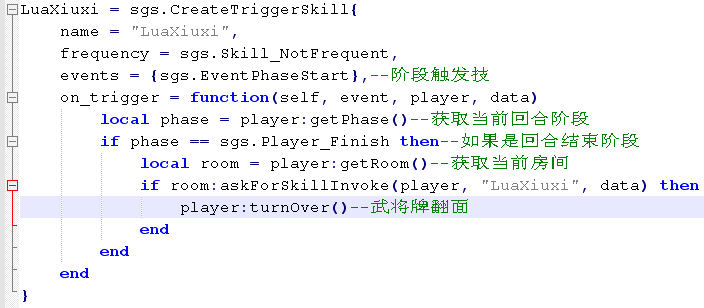 LuaXiuxi = sgs.CreateTriggerSkill{
    name = "LuaXiuxi",
    frequency = sgs.Skill_NotFrequent,
    events = {sgs.EventPhaseStart},--阶段触发技
    on_trigger = function(self, event, player, data)
        local phase = player:getPhase()--获取当前回合阶段
        if phase == sgs.Player_Finish then--如果是回合结束阶段
            local room = player:getRoom()--获取当前房间
            if room:askForSkillInvoke(player, "LuaXiuxi", data) then
                player:turnOver()--武将牌翻面
            end
        end
    end
}